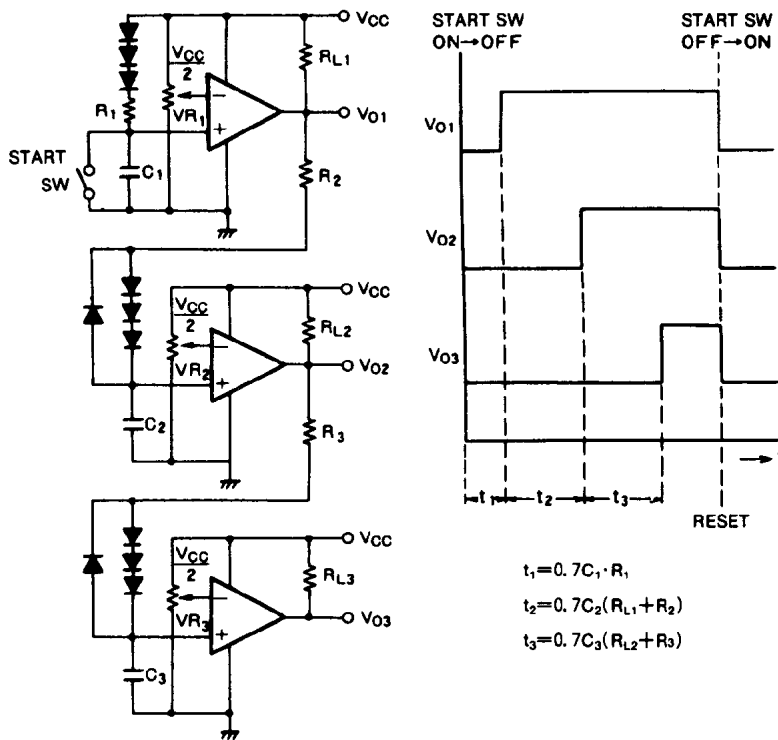 VCC
VCC
2
RL1
R1
VR1
−
+
VO1
START
SW
C1
R2
VCC
VCC
2
RL2
VR2
−
+
VO2
C2
R3
VCC
VCC
2
RL3
VR3
−
+
VO3
C3
START SW
ON→OFF
START SW
OFF→ON
VO1
VO2
VO3
t1
t2
t3
RESET
t1=0.7C1·R1
t2=0.7C2(RL1+R2)
t3=0.7C3(RL2+R3)